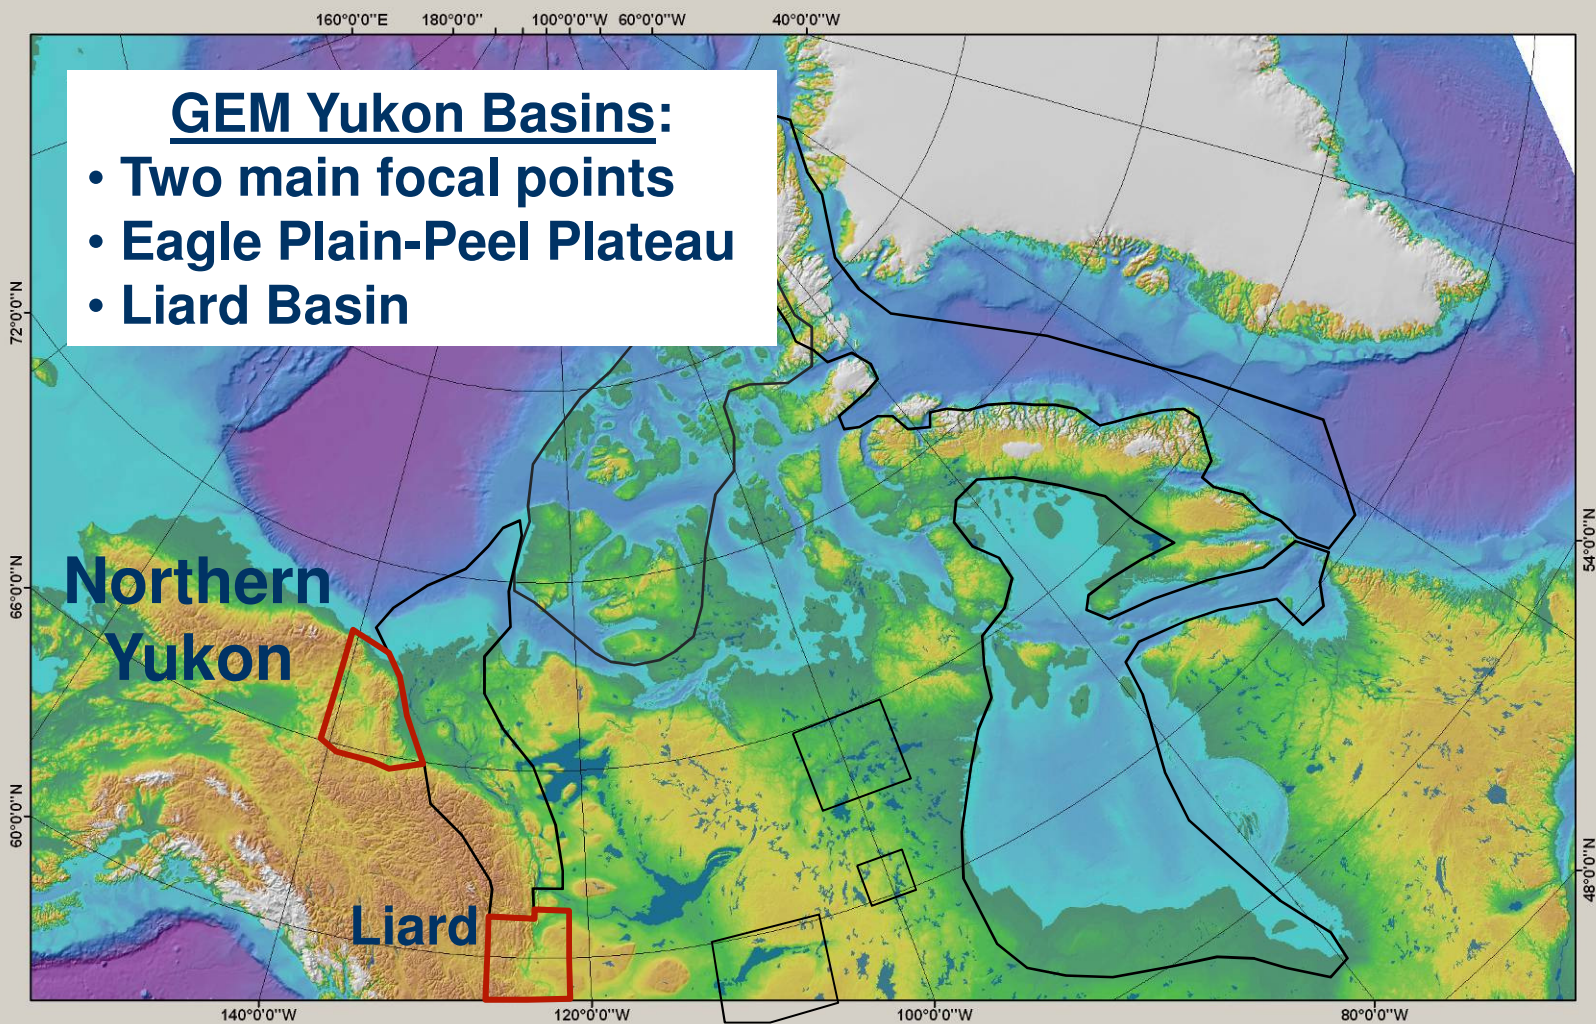 160°0'0"E 180°0'0" 100°0'0"W 60°0'0"W 40°0'0"W
GEM Yukon Basins:
• Two main focal points
• Eagle Plain-Peel Plateau
• Liard Basin
72°0'0"N
68°0'0"N
60°0'0"N
54°0'0"N
48°0'0"N
Northern
Yukon
Liard
140°0'0"W 120°0'0"W 100°0'0"W 80°0'0"W